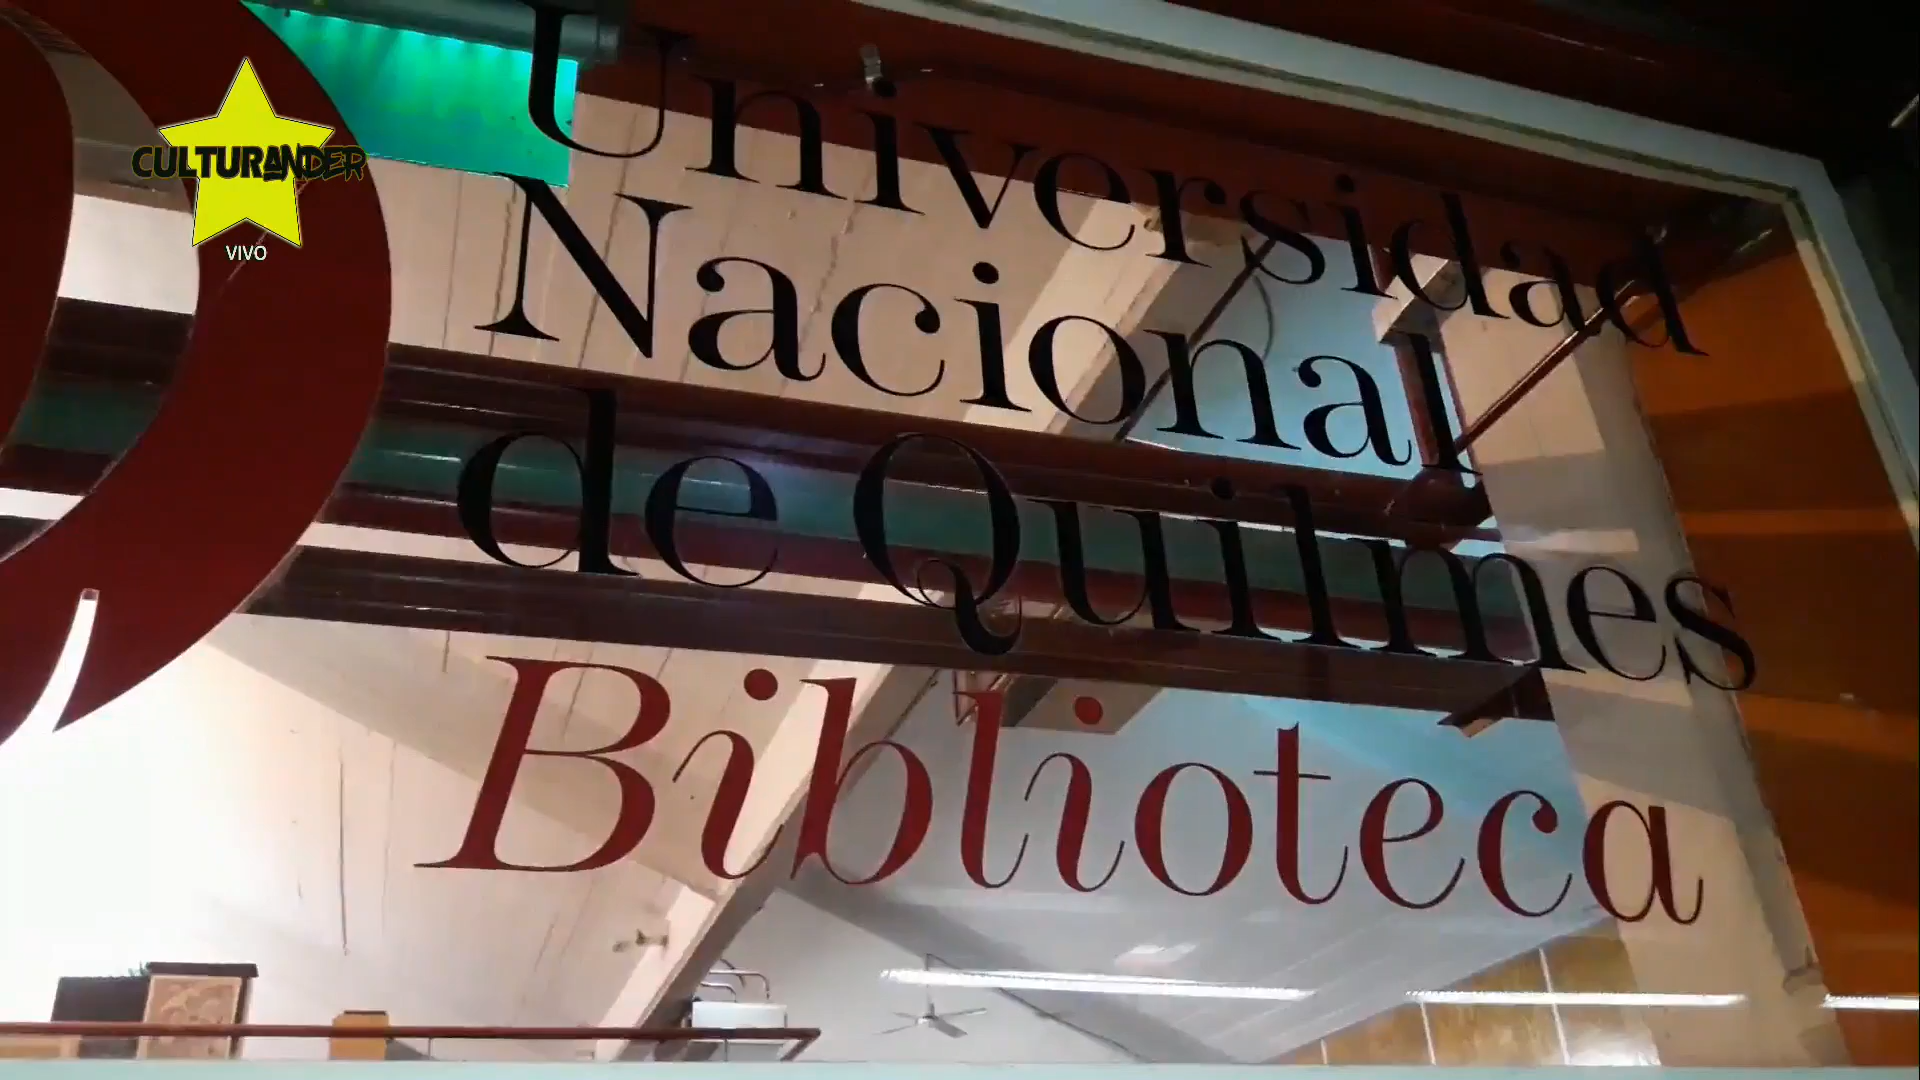 CULTURANDER
VIVO
Universidad
Nacional
de Quilmes
Biblioteca